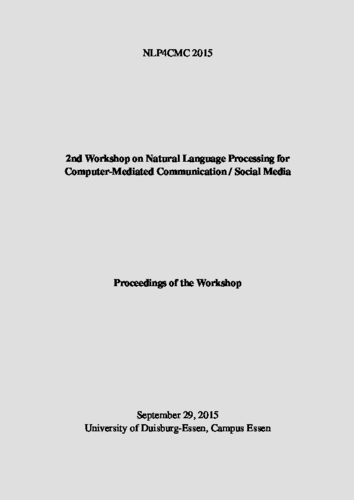 NLP4CMC 2015
2nd Workshop on Natural Language Processing for
Computer-Mediated Communication / Social Media
Proceedings of the Workshop
September 29, 2015
University of Duisburg-Essen, Campus Essen